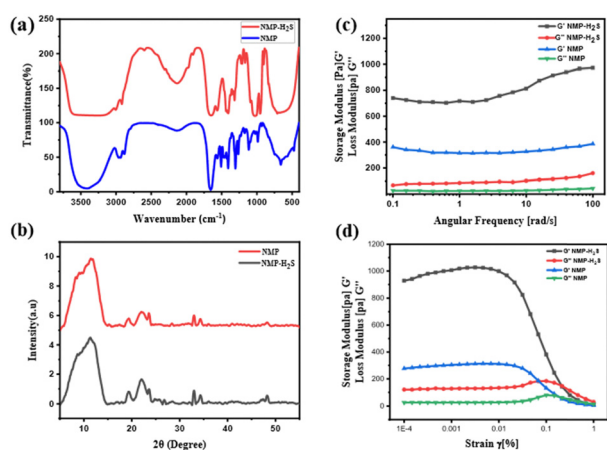 (a)
NMP-H₂S
NMP
250
200
150
100
50
0
Transmittance(%)
3500 3000 2500 2000 1500 1000 500
Wavenumber (cm⁻¹)
(b)
NMP
NMP-H₂S
10
5
0
Intensity(a.u)
10 20 30 40 50
2θ (Degree)
(c)
G' NMP-H₂S
G'' NMP-H₂S
G' NMP
G'' NMP
1400
1200
1000
800
600
400
200
Storage Modulus [Pa]G'
Loss Modulus[pa] G''
0.1 1 10 100
Angular Frequency [rad/s]
(d)
G' NMP-H₂S
G'' NMP-H₂S
G' NMP
G'' NMP
1200
1000
800
600
400
200
0
Storage Modulus[pa] G'
Loss Modulus[pa] G''
1E-4 0.001 0.01 0.1 1
Strain γ[%]